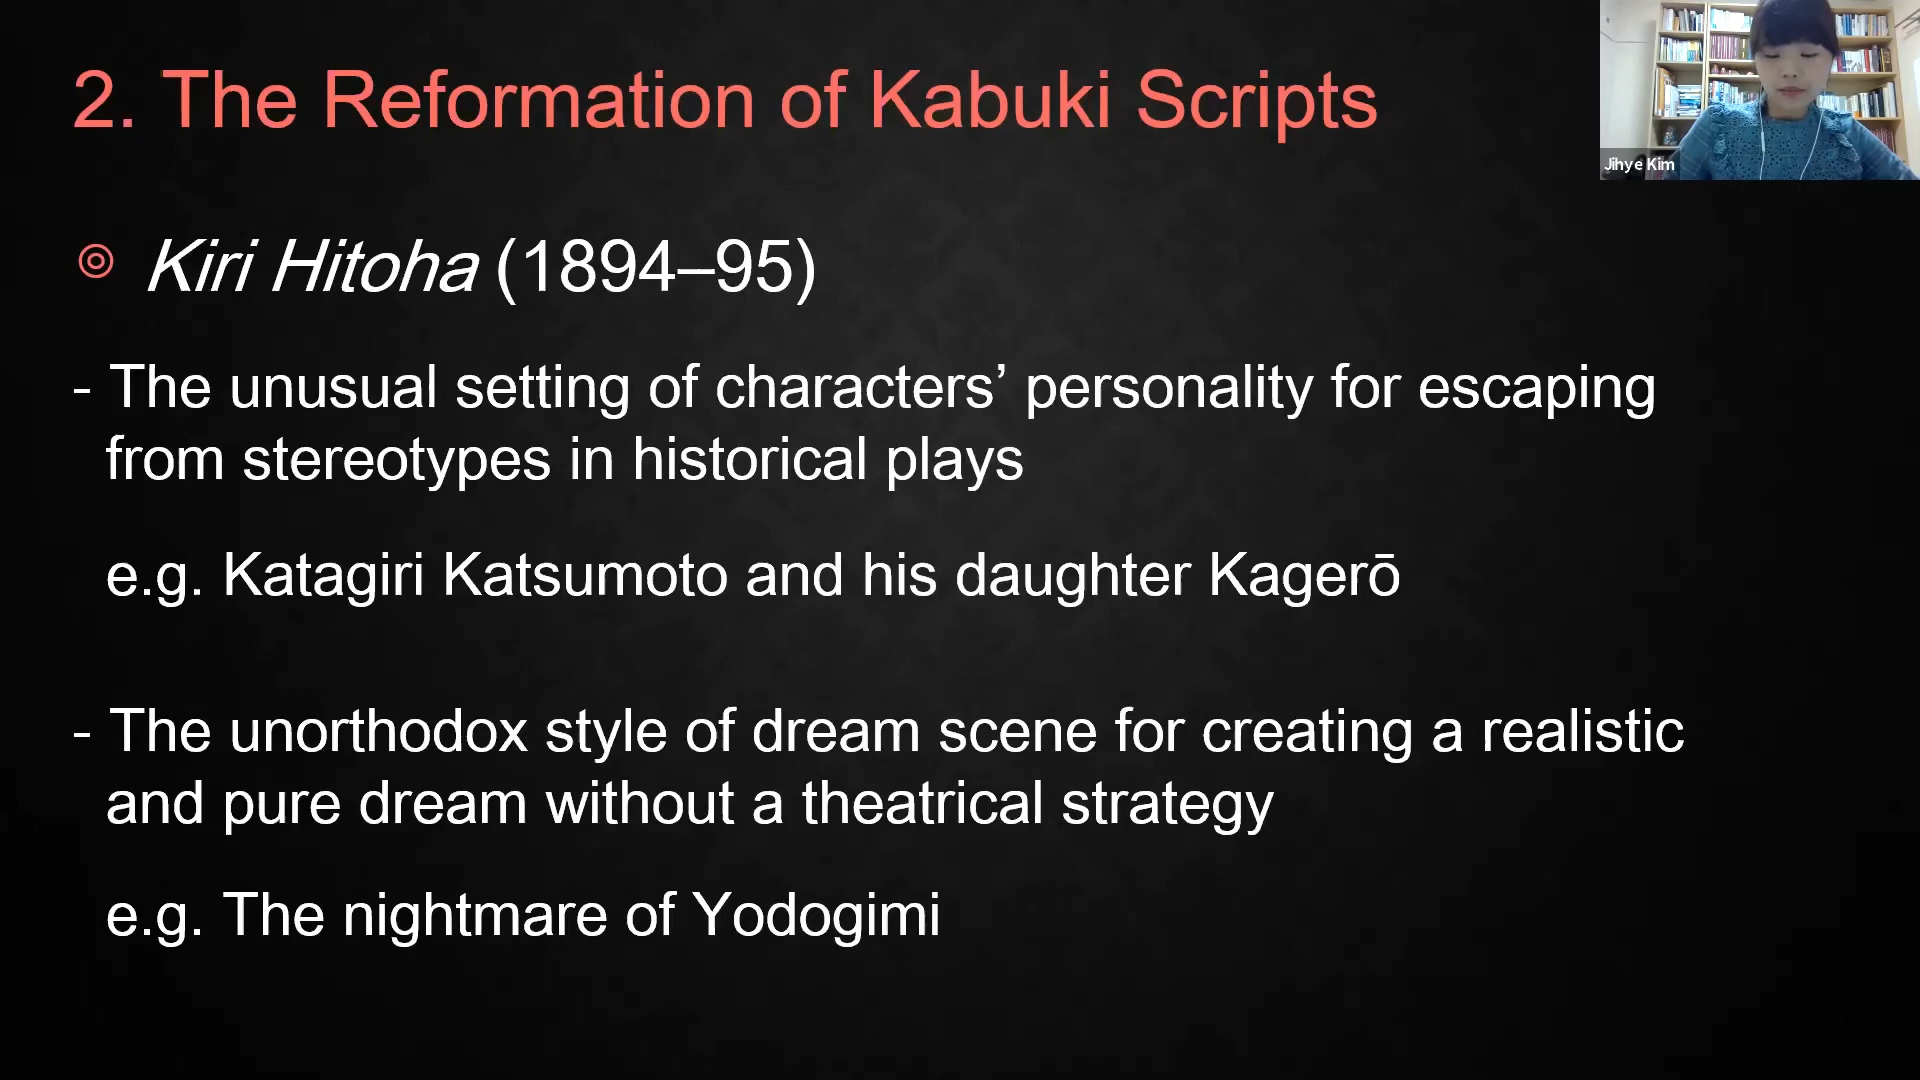 2. The Reformation of Kabuki Scripts
Jihye Kim
Kiri Hitoha (1894–95)
- The unusual setting of characters’ personality for escaping
from stereotypes in historical plays
e.g. Katagiri Katsumoto and his daughter Kagerō
- The unorthodox style of dream scene for creating a realistic
and pure dream without a theatrical strategy
e.g. The nightmare of Yodogimi